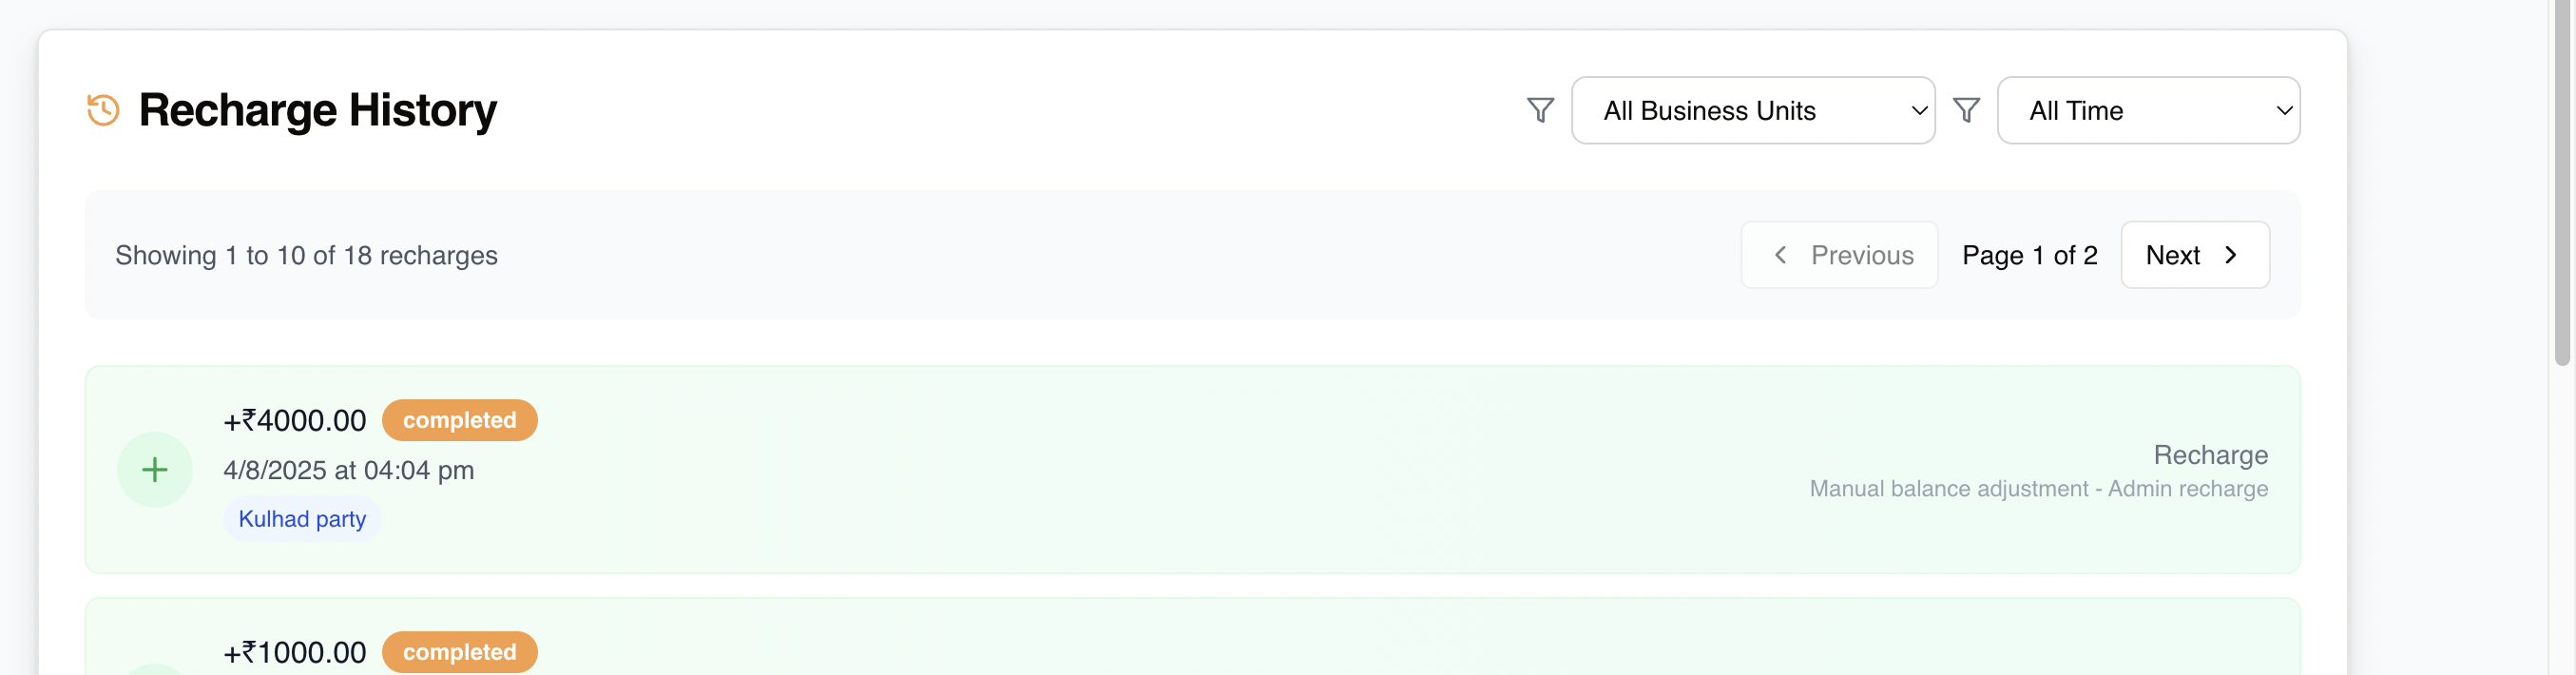 Recharge History
All Business Units
All Time
Showing 1 to 10 of 18 recharges
Previous
Page 1 of 2
Next
+₹4000.00 completed
4/8/2025 at 04:04 pm
Kulhad party
Recharge
Manual balance adjustment - Admin recharge
+₹1000.00 completed